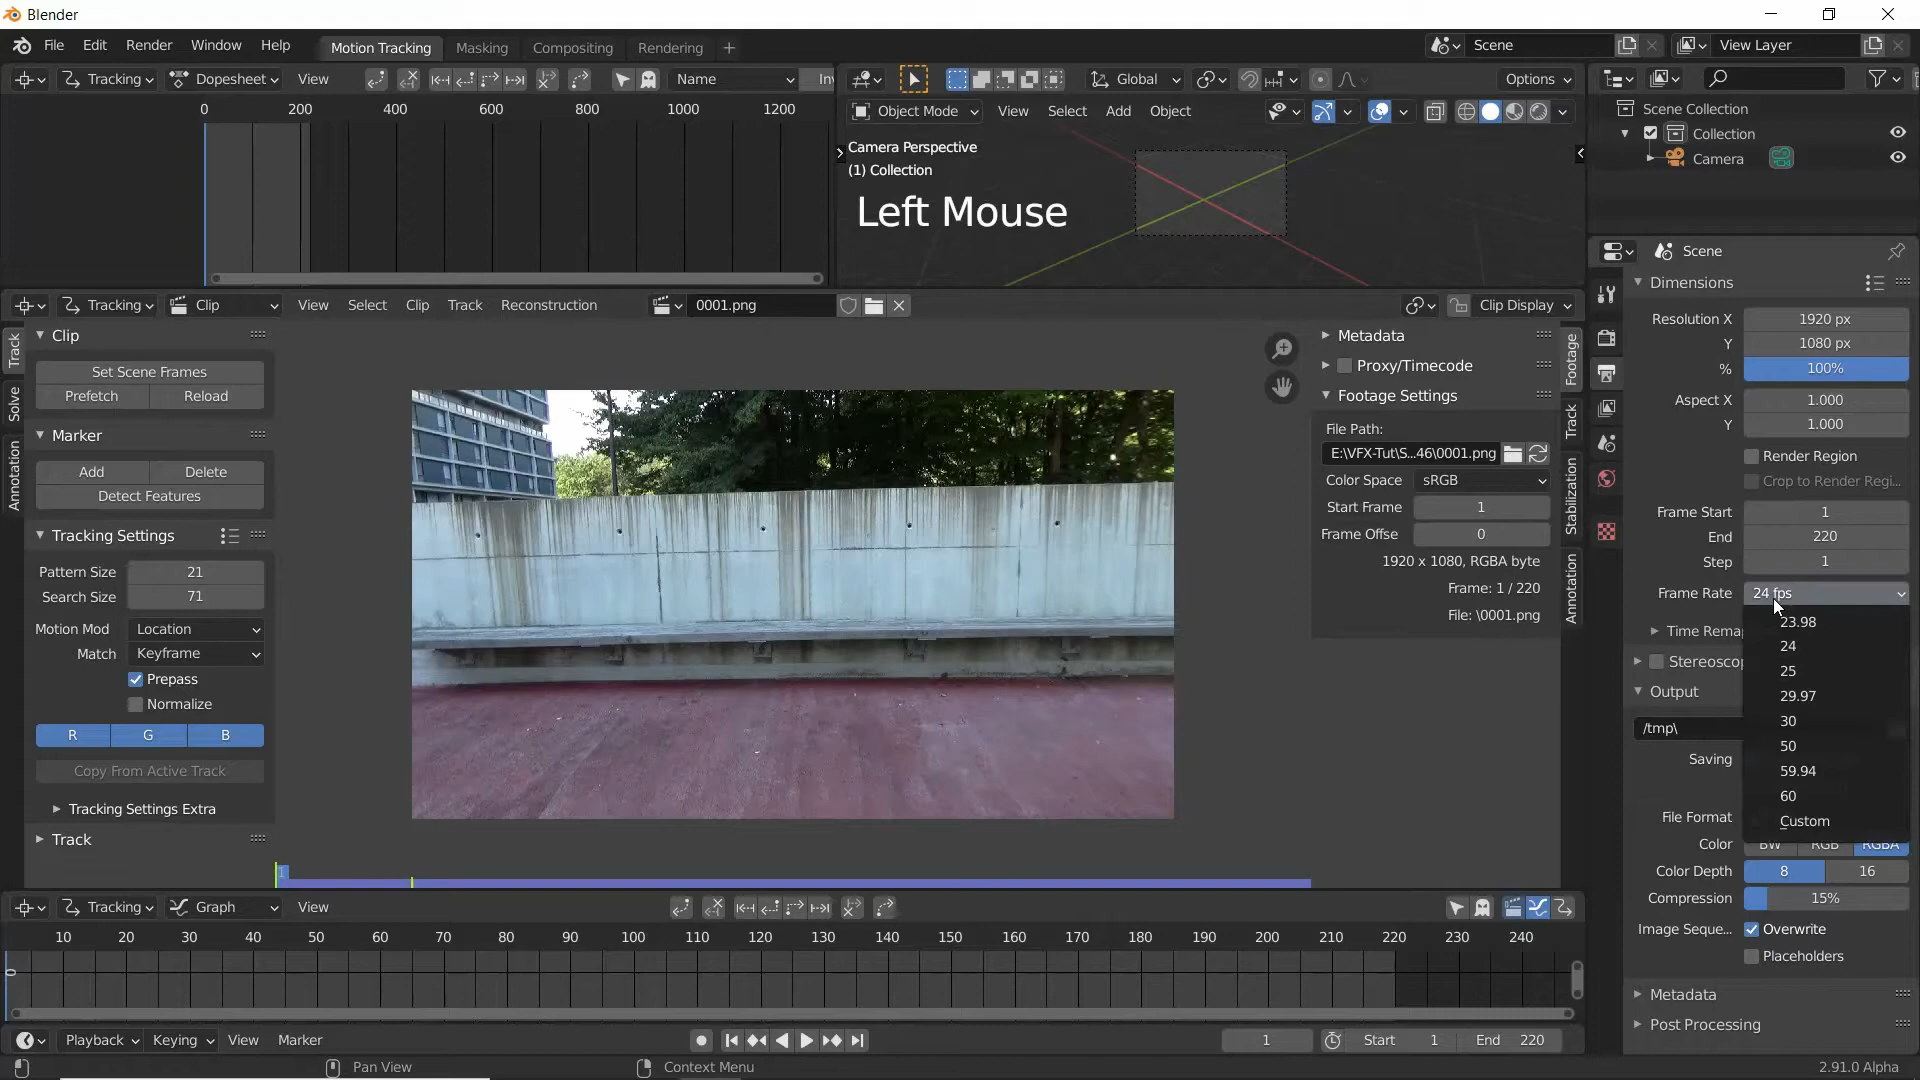 Blender
File Edit Render Window Help Motion Tracking Masking Compositing Rendering + Scene View Layer
Tracking Dopesheet View Name Inv
0 200 400 600 800 1000 1200
Global Options
Object Mode View Select Add Object
Camera Perspective
(1) Collection
Left Mouse
Scene Collection
Collection
Camera
Tracking Clip View Select Clip Track Reconstruction 0001.png Clip Display
Track
Solve
Annotation
Clip
Set Scene Frames
Prefetch Reload
Marker
Add Delete
Detect Features
Tracking Settings
Pattern Size 21
Search Size 71
Motion Mod Location
Match Keyframe
Prepass
Normalize
R G B
Copy From Active Track
Tracking Settings Extra
Track
1
Metadata
Proxy/Timecode
Footage Settings
File Path:
E:\VFX-Tut\S...46\0001.png
Color Space sRGB
Start Frame 1
Frame Offse 0
1920 x 1080, RGBA byte
Frame: 1 / 220
File: \0001.png
Footage
Track
Stabilization
Annotation
Scene
Dimensions
Resolution X 1920 px
Y 1080 px
% 100%
Aspect X 1.000
Y 1.000
Render Region
Crop to Render Regi...
Frame Start 1
End 220
Step 1
Frame Rate 24 fps
23.98
24
25
29.97
30
50
59.94
60
Custom
Time Rema
Stereosco
Output
/tmp\
Saving
File Format
Color BW RGB RGBA
Color Depth 8 16
Compression 15%
Image Seque... Overwrite
Placeholders
Metadata
Post Processing
Tracking Graph View
10 20 30 40 50 60 70 80 90 100 110 120 130 140 150 160 170 180 190 200 210 220 230 240
0
Playback Keying View Marker 1 Start 1 End 220
Pan View Context Menu 2.91.0 Alpha